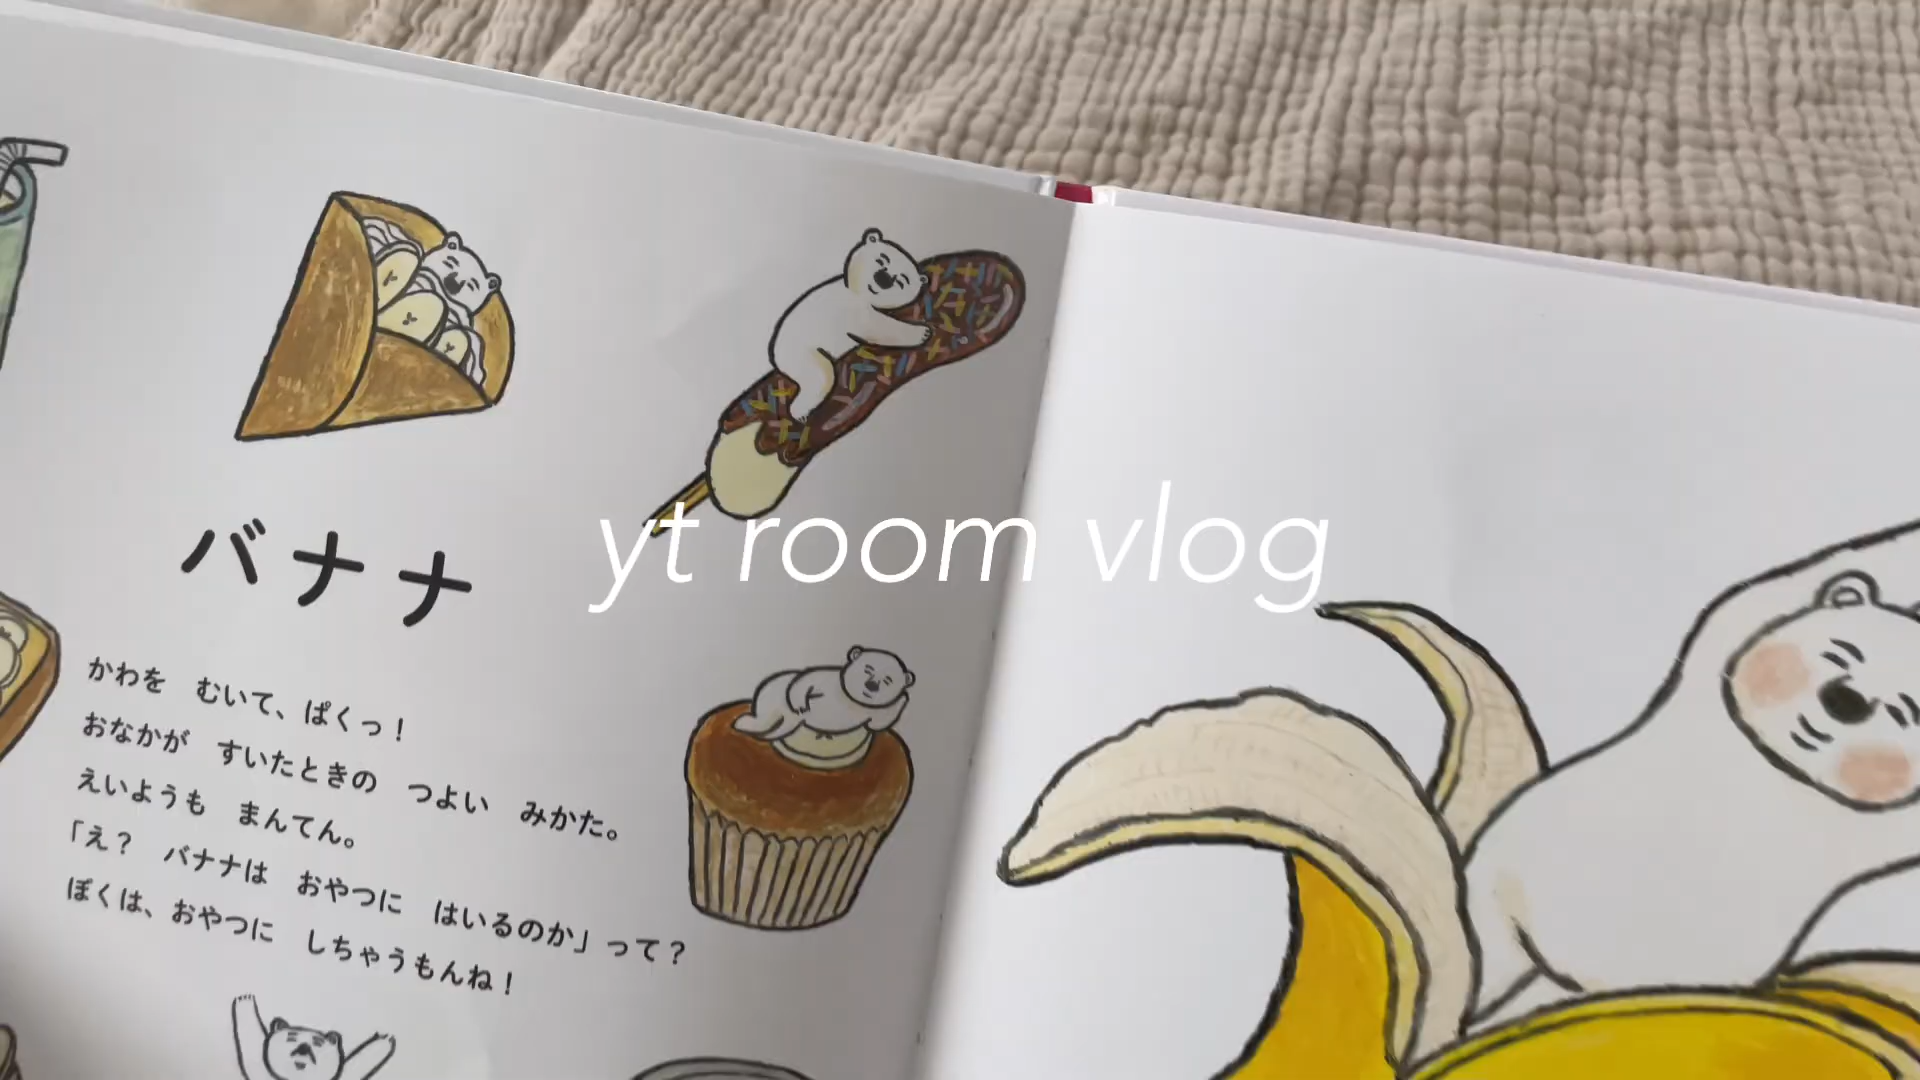 バナナ
yt room vlog
かわを　むいて、ぱくっ！
おなかが　すいたときの　つよい　みかた。
えいようも　まんてん。
「え？　バナナは　おやつに　はいるのか」って？
ぼくは、おやつに　しちゃうもんね！